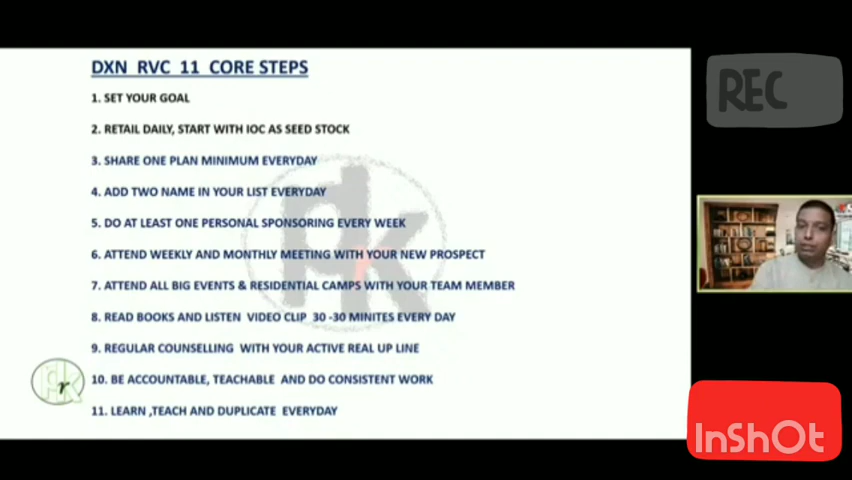 DXN RVC 11 CORE STEPS
1. SET YOUR GOAL
2. RETAIL DAILY, START WITH IOC AS SEED STOCK
3. SHARE ONE PLAN MINIMUM EVERYDAY
4. ADD TWO NAME IN YOUR LIST EVERYDAY
5. DO AT LEAST ONE PERSONAL SPONSORING EVERY WEEK
6. ATTEND WEEKLY AND MONTHLY MEETING WITH YOUR NEW PROSPECT
7. ATTEND ALL BIG EVENTS & RESIDENTIAL CAMPS WITH YOUR TEAM MEMBER
8. READ BOOKS AND LISTEN VIDEO CLIP 30 -30 MINITES EVERY DAY
9. REGULAR COUNSELLING WITH YOUR ACTIVE REAL UP LINE
10. BE ACCOUNTABLE, TEACHABLE AND DO CONSISTENT WORK
11. LEARN ,TEACH AND DUPLICATE EVERYDAY
REC
InShOt